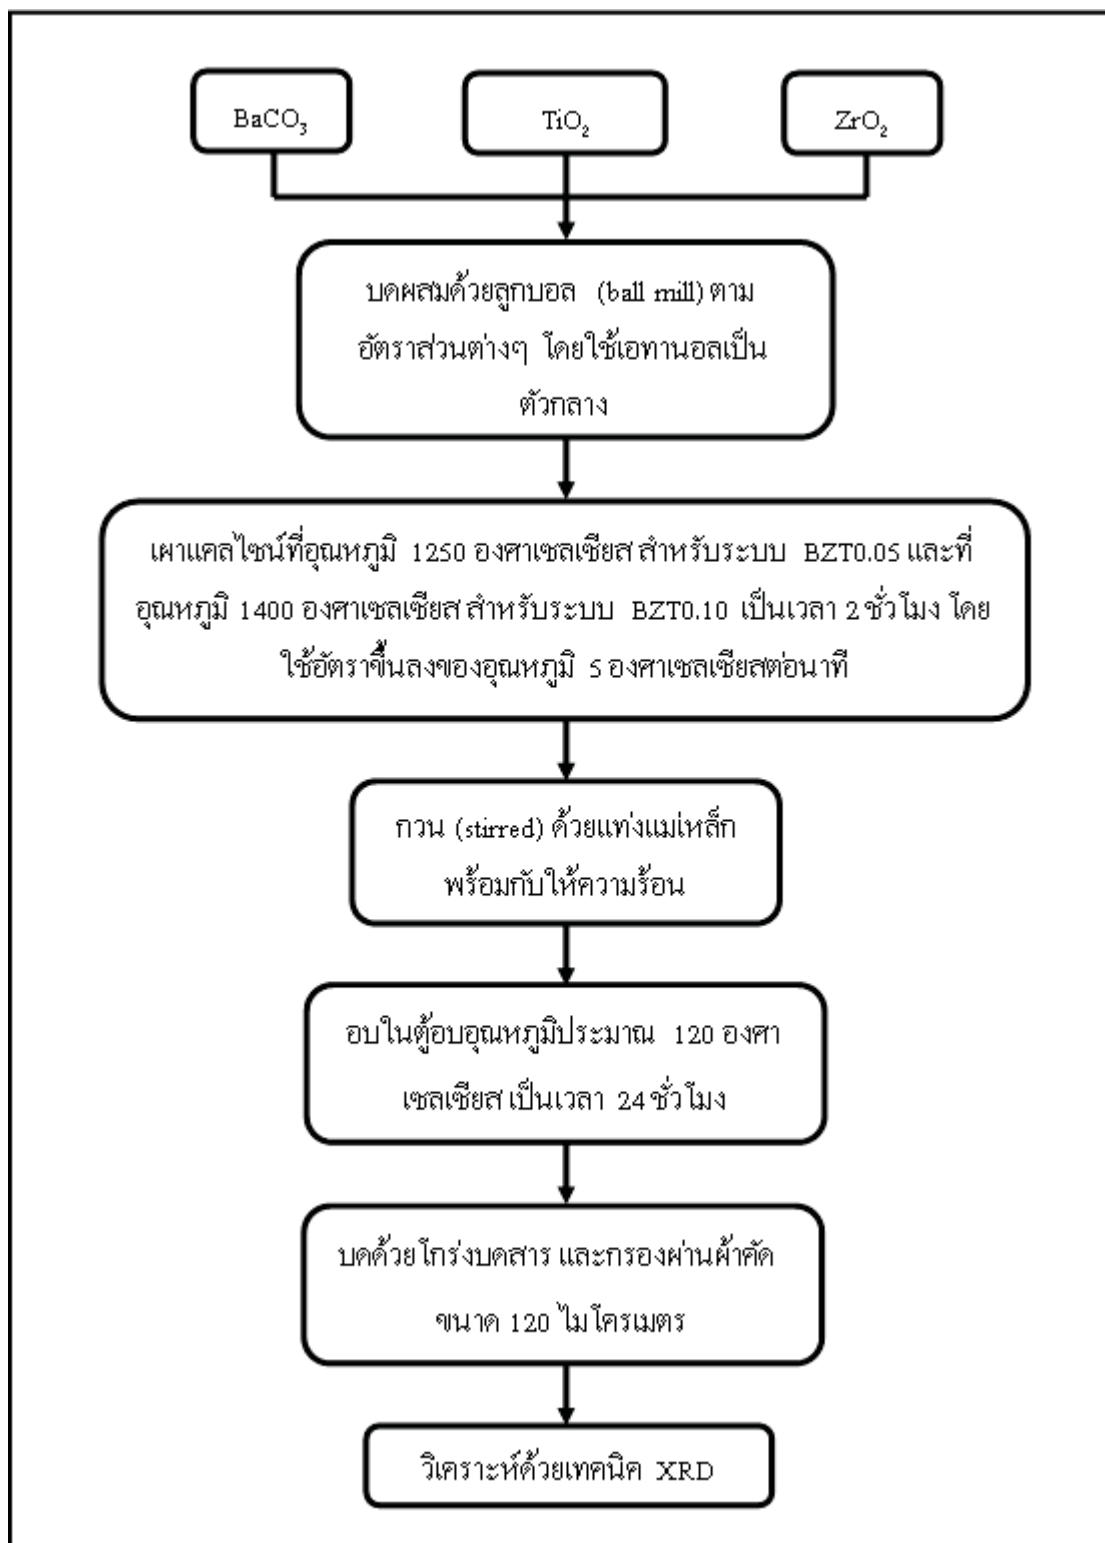 BaCO₃ TiO₂ ZrO₂
บดผสมด้วยลูกบอล (ball mill) ตาม
อัตราส่วนต่างๆ โดยใช้เอทานอลเป็น
ตัวกลาง
เผาแคลไซน์ที่อุณหภูมิ 1250 องศาเซลเซียส สำหรับระบบ BZT0.05 และที่
อุณหภูมิ 1400 องศาเซลเซียส สำหรับระบบ BZT0.10 เป็นเวลา 2 ชั่วโมง โดย
ใช้อัตราขึ้นลงของอุณหภูมิ 5 องศาเซลเซียสต่อนาที
กวน (stirred) ด้วยแท่งแม่เหล็ก
พร้อมกับให้ความร้อน
อบในตู้อบอุณหภูมิประมาณ 120 องศา
เซลเซียส เป็นเวลา 24 ชั่วโมง
บดด้วยโกร่งบดสาร และกรองผ่านผ้าคัด
ขนาด 120 ไมโครเมตร
วิเคราะห์ด้วยเทคนิค XRD